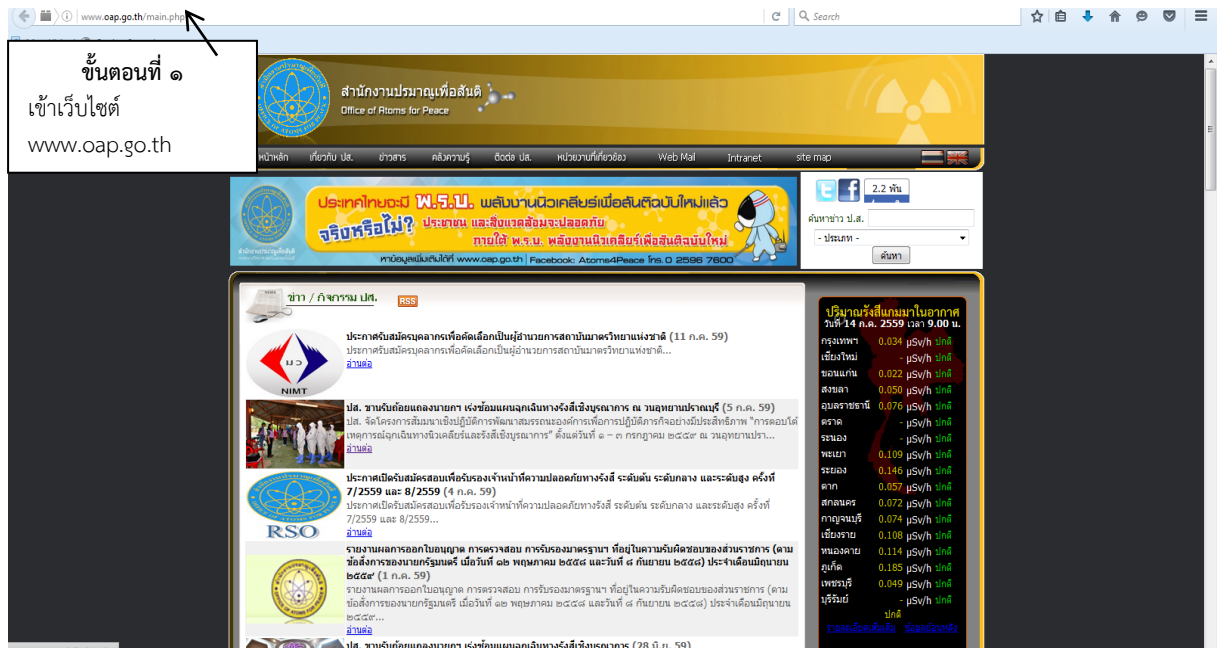 www.oap.go.th/main.php
Search
ขั้นตอนที่ ๑
เข้าเว็บไซต์
www.oap.go.th
สำนักงานปรมาณูเพื่อสันติ
Office of Atoms for Peace
หน้าหลัก เกี่ยวกับ ปส. ข่าวสาร คลังความรู้ ติดต่อ ปส. หน่วยงานที่เกี่ยวข้อง Web Mail Intranet site map
ประเทศไทยจะมี พ.ร.บ. พลังงานนิวเคลียร์เพื่อสันติฉบับใหม่แล้ว
จริงหรือไม่? ประชาชน และสิ่งแวดล้อมจะปลอดภัย
ภายใต้ พ.ร.บ. พลังงานนิวเคลียร์เพื่อสันติฉบับใหม่
หาข้อมูลเพิ่มเติมได้ที่ www.oap.go.th Facebook: Atoms4Peace โทร. 0 2596 7600
2.2 พัน
ค้นหาข่าว ป.ส.
- ประเภท -
ค้นหา
ข่าว / กิจกรรม ปส. RSS
NIMT
ประกาศรับสมัครบุคลากรเพื่อคัดเลือกเป็นผู้อำนวยการสถาบันมาตรวิทยาแห่งชาติ (11 ก.ค. 59)
ประกาศรับสมัครบุคลากรเพื่อคัดเลือกเป็นผู้อำนวยการสถาบันมาตรวิทยาแห่งชาติ...
อ่านต่อ
ปส. ขานรับถ้อยแถลงนายกฯ เร่งซ้อมแผนฉุกเฉินทางรังสีเชิงบูรณาการ ณ วนอุทยานปราณบุรี (5 ก.ค. 59)
ปส. จัดโครงการสัมมนาเชิงปฏิบัติการพัฒนาสมรรถนะองค์การเพื่อการปฏิบัติภารกิจอย่างมีประสิทธิภาพ "การตอบโต้
เหตุการณ์ฉุกเฉินทางนิวเคลียร์และรังสีเชิงบูรณาการ" ตั้งแต่วันที่ ๑ – ๓ กรกฎาคม ๒๕๕๙ ณ วนอุทยานปรา...
อ่านต่อ
RSO
ประกาศเปิดรับสมัครสอบเพื่อรับรองเจ้าหน้าที่ความปลอดภัยทางรังสี ระดับต้น ระดับกลาง และระดับสูง ครั้งที่
7/2559 และ 8/2559 (4 ก.ค. 59)
ประกาศเปิดรับสมัครสอบเพื่อรับรองเจ้าหน้าที่ความปลอดภัยทางรังสี ระดับต้น ระดับกลาง และระดับสูง ครั้งที่
7/2559 และ 8/2559...
อ่านต่อ
รายงานผลการออกใบอนุญาต การตรวจสอบ การรับรองมาตรฐานฯ ที่อยู่ในความรับผิดชอบของส่วนราชการ (ตาม
ข้อสั่งการของนายกรัฐมนตรี เมื่อวันที่ ๑๒ พฤษภาคม ๒๕๕๘ และวันที่ ๘ กันยายน ๒๕๕๘) ประจำเดือนมิถุนายน
๒๕๕๙' (1 ก.ค. 59)
รายงานผลการออกใบอนุญาต การตรวจสอบ การรับรองมาตรฐานฯ ที่อยู่ในความรับผิดชอบของส่วนราชการ (ตาม
ข้อสั่งการของนายกรัฐมนตรี เมื่อวันที่ ๑๒ พฤษภาคม ๒๕๕๘ และวันที่ ๘ กันยายน ๒๕๕๘) ประจำเดือนมิถุนายน
๒๕๕๙...
อ่านต่อ
ปส. ขานรับถ้อยแถลงนายกฯ เร่งซ้อมแผนฉุกเฉินทางรังสีเชิงบูรณาการ (28 มิ.ย. 59)
ปริมาณรังสีแกมมาในอากาศ
วันที่ 14 ก.ค. 2559 เวลา 9.00 น.
กรุงเทพฯ 0.034 µSv/h ปกติ
เชียงใหม่ - µSv/h ปกติ
ขอนแก่น 0.022 µSv/h ปกติ
สงขลา 0.050 µSv/h ปกติ
อุบลราชธานี 0.076 µSv/h ปกติ
ตราด - µSv/h ปกติ
ระนอง - µSv/h ปกติ
พะเยา 0.109 µSv/h ปกติ
ระยอง 0.146 µSv/h ปกติ
ตาก 0.057 µSv/h ปกติ
สกลนคร 0.072 µSv/h ปกติ
กาญจนบุรี 0.074 µSv/h ปกติ
เชียงราย 0.108 µSv/h ปกติ
หนองคาย 0.114 µSv/h ปกติ
ภูเก็ต 0.185 µSv/h ปกติ
เพชรบุรี 0.049 µSv/h ปกติ
บุรีรัมย์ - µSv/h ปกติ
ปกติ